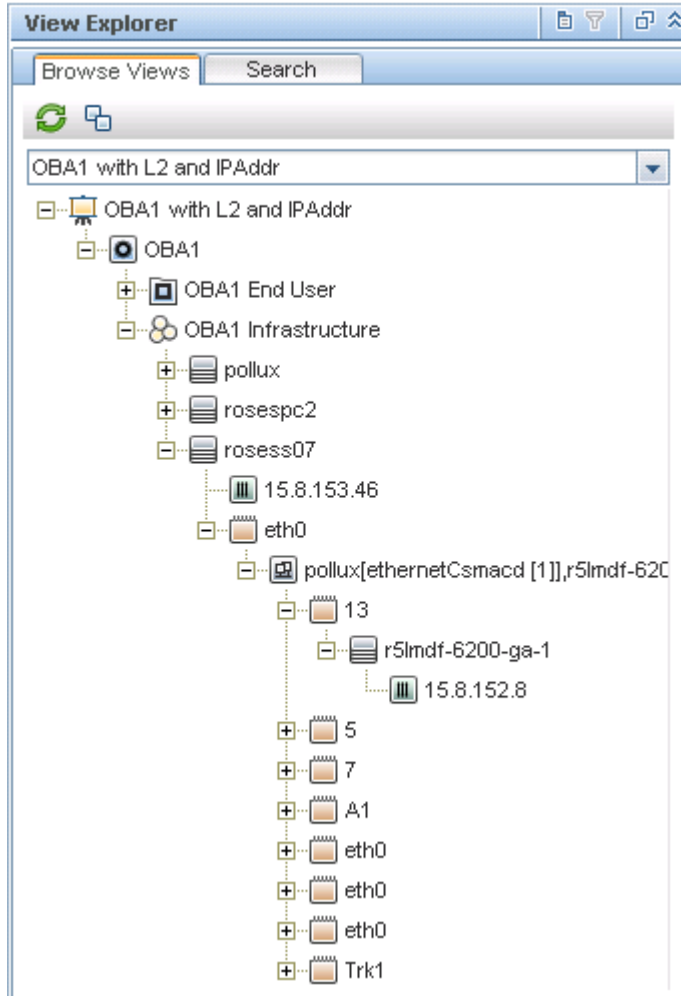 View Explorer
Browse Views Search
OBA1 with L2 and IPAddr
OBA1 with L2 and IPAddr
OBA1
OBA1 End User
OBA1 Infrastructure
pollux
rosespc2
rosess07
15.8.153.46
eth0
pollux[ethernetCsmacd [1]],r5lmdf-620
13
r5lmdf-6200-ga-1
15.8.152.8
5
7
A1
eth0
eth0
eth0
Trk1